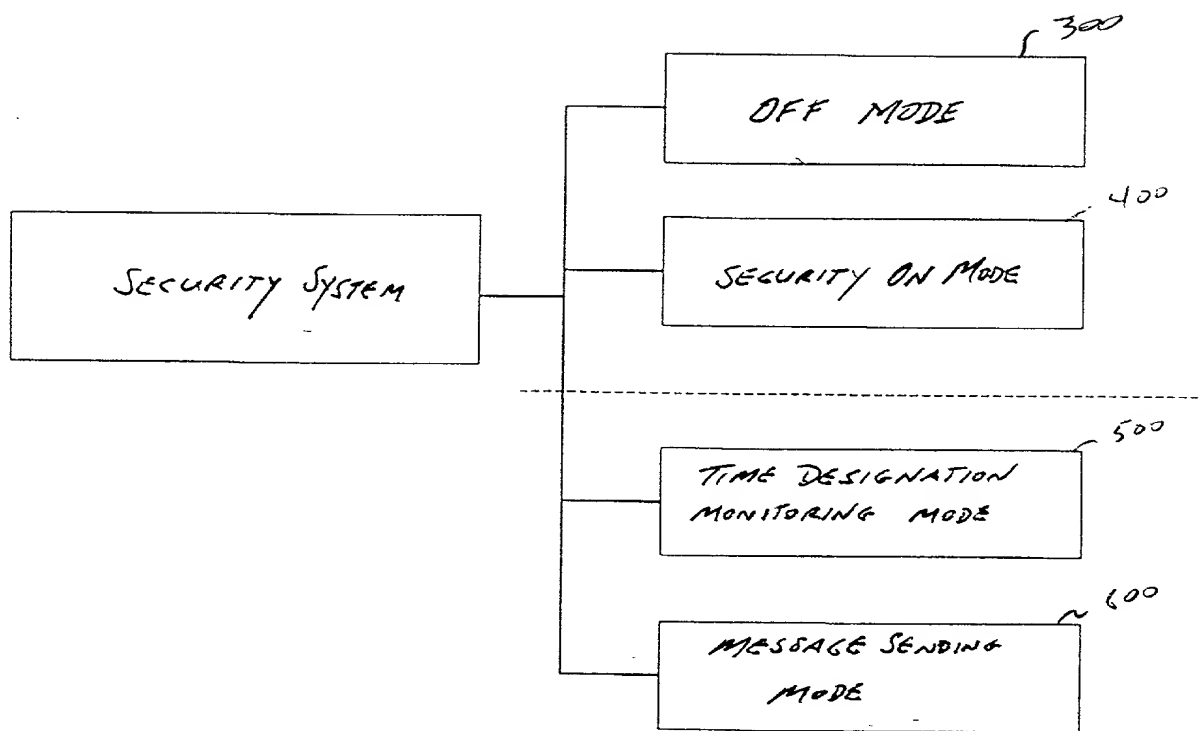 300
OFF MODE
400
SECURITY SYSTEM
SECURITY ON MODE
500
TIME DESIGNATION
MONITORING MODE
600
MESSAGE SENDING
MODE